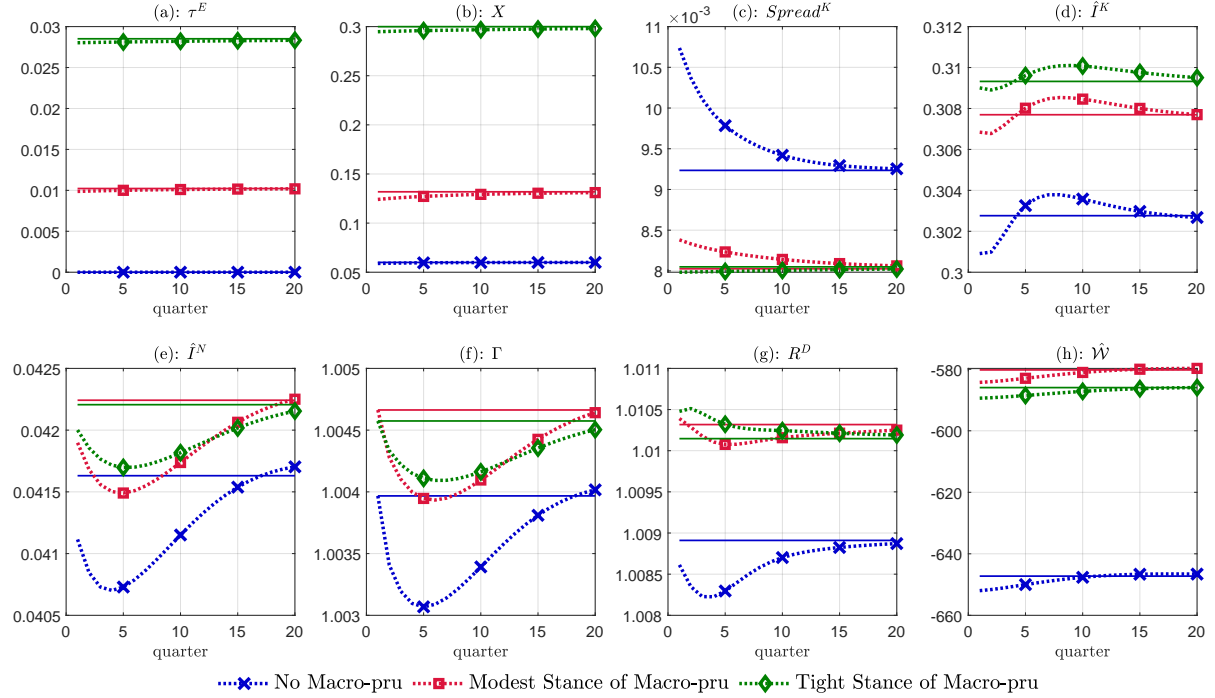 (a): τ^E
0.03
0.025
0.02
0.015
0.01
0.005
0
0 5 10 15 20
quarter
(b): X
0.3
0.25
0.2
0.15
0.1
0.05
0 5 10 15 20
quarter
(c): Spread^K
×10^-3
11
10.5
10
9.5
9
8.5
8
0 5 10 15 20
quarter
(d): Î^K
0.312
0.31
0.308
0.306
0.304
0.302
0.3
0 5 10 15 20
quarter
(e): Î^N
0.0425
0.042
0.0415
0.041
0.0405
0 5 10 15 20
quarter
(f): Γ
1.005
1.0045
1.004
1.0035
1.003
0 5 10 15 20
quarter
(g): R^D
1.011
1.0105
1.01
1.0095
1.009
1.0085
1.008
0 5 10 15 20
quarter
(h): 𝒲̂
-580
-600
-620
-640
-660
0 5 10 15 20
quarter
No Macro-pru Modest Stance of Macro-pru Tight Stance of Macro-pru